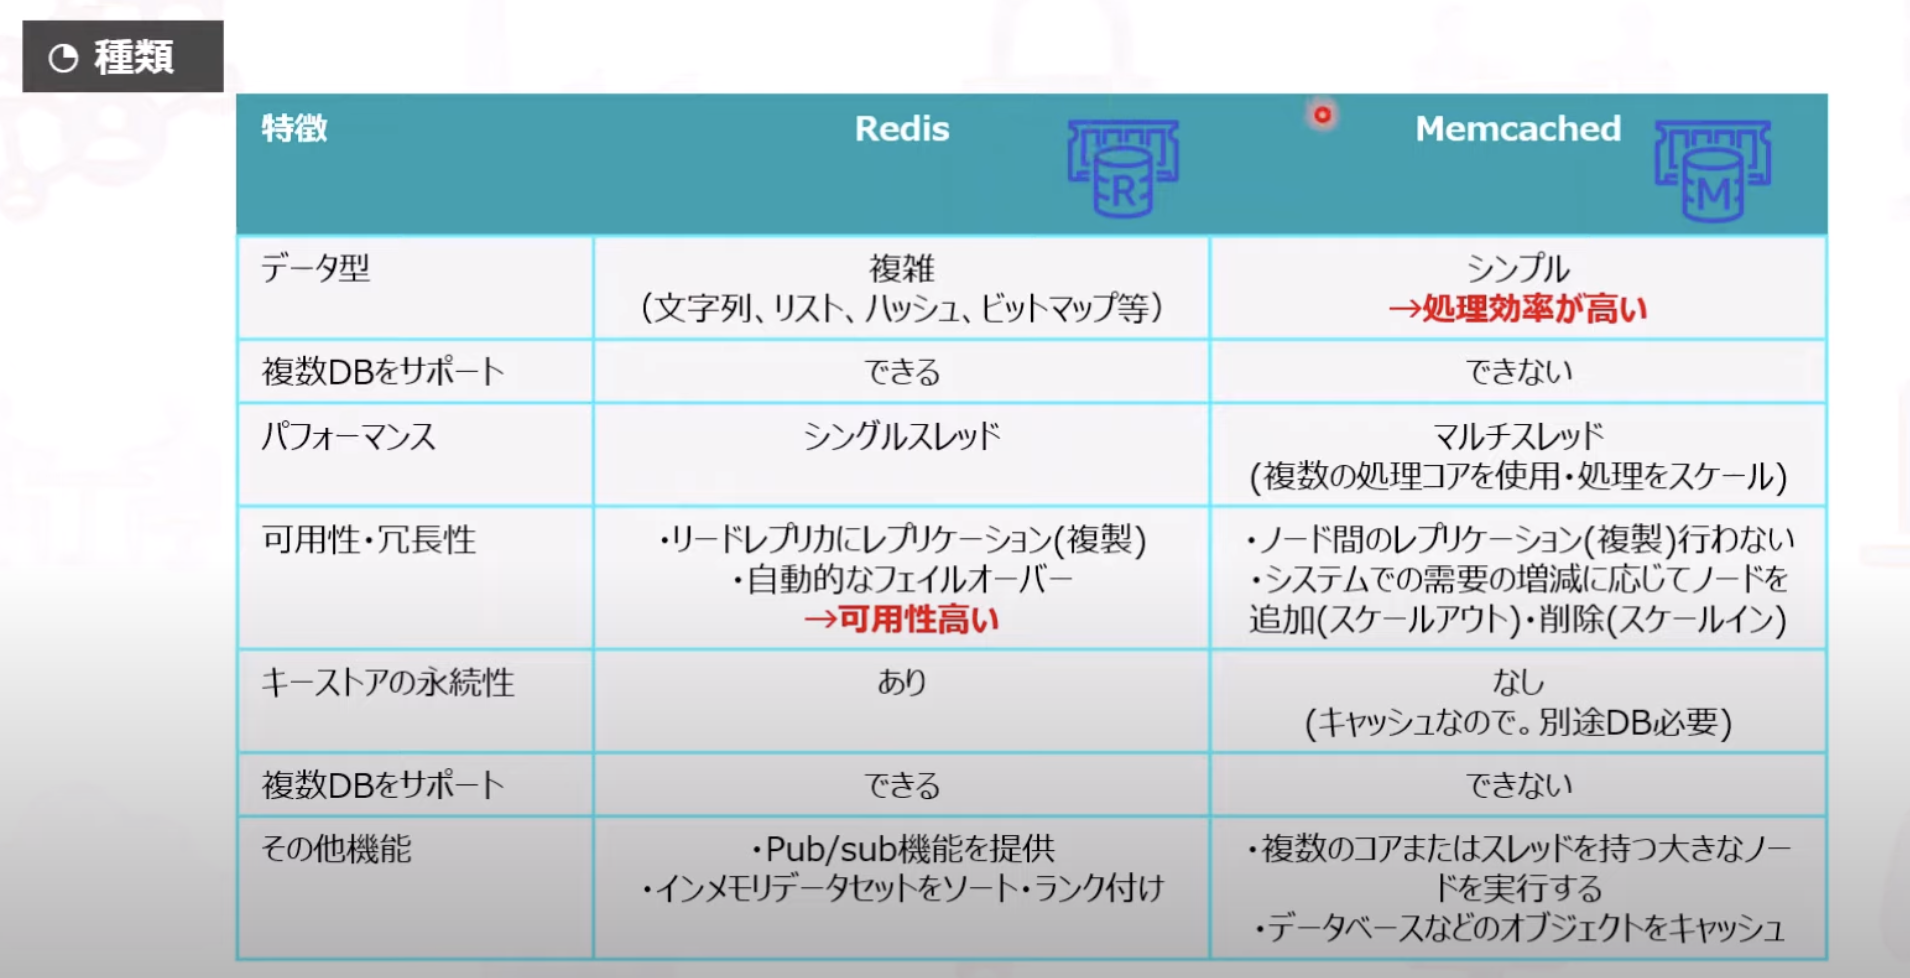 種類
特徴
Redis
R
Memcached
M
データ型
複雑
（文字列、リスト、ハッシュ、ビットマップ等）
シンプル
→処理効率が高い
複数DBをサポート
できる
できない
パフォーマンス
シングルスレッド
マルチスレッド
(複数の処理コアを使用・処理をスケール)
可用性・冗長性
・リードレプリカにレプリケーション(複製)
・自動的なフェイルオーバー
→可用性高い
・ノード間のレプリケーション(複製)行わない
・システムでの需要の増減に応じてノードを
追加(スケールアウト)・削除(スケールイン)
キーストアの永続性
あり
なし
(キャッシュなので。別途DB必要)
複数DBをサポート
できる
できない
その他機能
・Pub/sub機能を提供
・インメモリデータセットをソート・ランク付け
・複数のコアまたはスレッドを持つ大きなノー
ドを実行する
・データベースなどのオブジェクトをキャッシュ